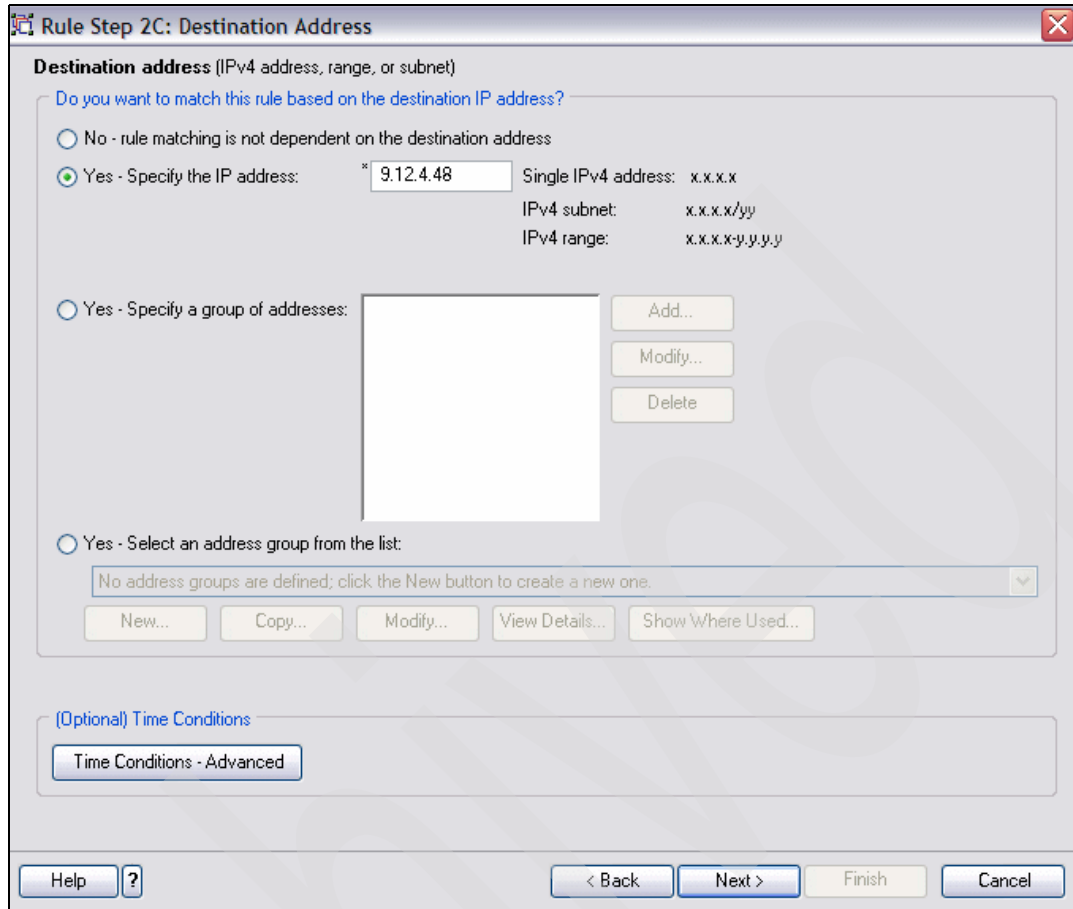 Rule Step 2C: Destination Address
Destination address (IPv4 address, range, or subnet)
Do you want to match this rule based on the destination IP address?
No - rule matching is not dependent on the destination address
Yes - Specify the IP address: * 9.12.4.48 Single IPv4 address: x.x.x.x
IPv4 subnet: x.x.x.x/yy
IPv4 range: x.x.x.x-y.y.y.y
Yes - Specify a group of addresses: Add...
Modify...
Delete
Yes - Select an address group from the list:
No address groups are defined; click the New button to create a new one.
New... Copy... Modify... View Details... Show Where Used...
(Optional) Time Conditions
Time Conditions - Advanced
Help ? < Back Next > Finish Cancel